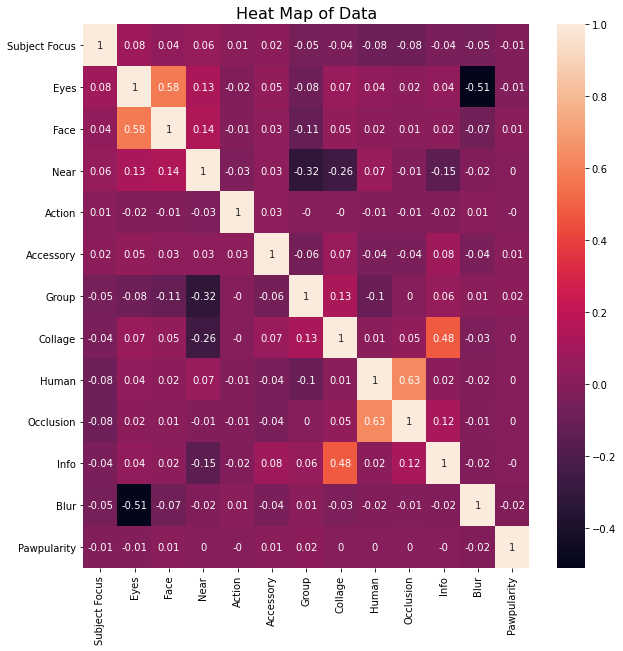 Heat Map of Data
Subject Focus 1 0.08 0.04 0.06 0.01 0.02 -0.05 -0.04 -0.08 -0.08 -0.04 -0.05 -0.01
Eyes 0.08 1 0.58 0.13 -0.02 0.05 -0.08 0.07 0.04 0.02 0.04 -0.51 -0.01
Face 0.04 0.58 1 0.14 -0.01 0.03 -0.11 0.05 0.02 0.01 0.02 -0.07 0.01
Near 0.06 0.13 0.14 1 -0.03 0.03 -0.32 -0.26 0.07 -0.01 -0.15 -0.02 0
Action 0.01 -0.02 -0.01 -0.03 1 0.03 -0 -0 -0.01 -0.01 -0.02 0.01 -0
Accessory 0.02 0.05 0.03 0.03 0.03 1 -0.06 0.07 -0.04 -0.04 0.08 -0.04 0.01
Group -0.05 -0.08 -0.11 -0.32 -0 -0.06 1 0.13 -0.1 0 0.06 0.01 0.02
Collage -0.04 0.07 0.05 -0.26 -0 0.07 0.13 1 0.01 0.05 0.48 -0.03 0
Human -0.08 0.04 0.02 0.07 -0.01 -0.04 -0.1 0.01 1 0.63 0.02 -0.02 0
Occlusion -0.08 0.02 0.01 -0.01 -0.01 -0.04 0 0.05 0.63 1 0.12 -0.01 0
Info -0.04 0.04 0.02 -0.15 -0.02 0.08 0.06 0.48 0.02 0.12 1 -0.02 -0
Blur -0.05 -0.51 -0.07 -0.02 0.01 -0.04 0.01 -0.03 -0.02 -0.01 -0.02 1 -0.02
Pawpularity -0.01 -0.01 0.01 0 -0 0.01 0.02 0 0 0 -0 -0.02 1
Subject Focus
Eyes
Face
Near
Action
Accessory
Group
Collage
Human
Occlusion
Info
Blur
Pawpularity
1.0
0.8
0.6
0.4
0.2
0.0
−0.2
−0.4